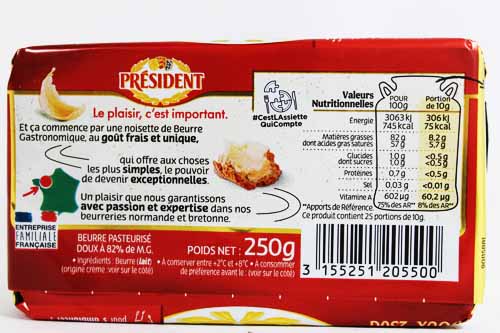 PRÉSIDENT
Le plaisir, c'est important.
Et ça commence par une noisette de Beurre
Gastronomique, au goût frais et unique,
qui offre aux choses
les plus simples, le pouvoir
de devenir exceptionnelles.
Un plaisir que nous garantissons
avec passion et expertise dans nos
beurreries normande et bretonne.
ENTREPRISE
FAMILIALE
FRANÇAISE
BEURRE PASTEURISÉ
DOUX À 82% DE M.G.
POIDS NET : 250g
• Ingrédients : Beurre (lait)
(origine crème : voir sur le côté)
• À conserver entre +2°C et +8°C • À consommer
de préférence avant le : (voir sur le côté)
#CestLAssiette
QuiCompte
Valeurs
Nutritionnelles
POUR
100g
Portion
de 10g
Énergie
3063 kJ
745 kcal
306 kJ
75 kcal
Matières grasses
dont acides gras saturés
82 g
57 g
8,2 g
5,7 g
Glucides
dont sucres
1,0 g
1,0 g
<0,5 g
<0,5 g
Protéines
0,7 g
<0,5 g
Sel
0,03 g
<0,01 g
Vitamine A
602 µg
75% des AR**
60,2 µg
8% des AR**
**Apports de Référence
Ce produit contient 25 portions de 10g.
3 155251 205500